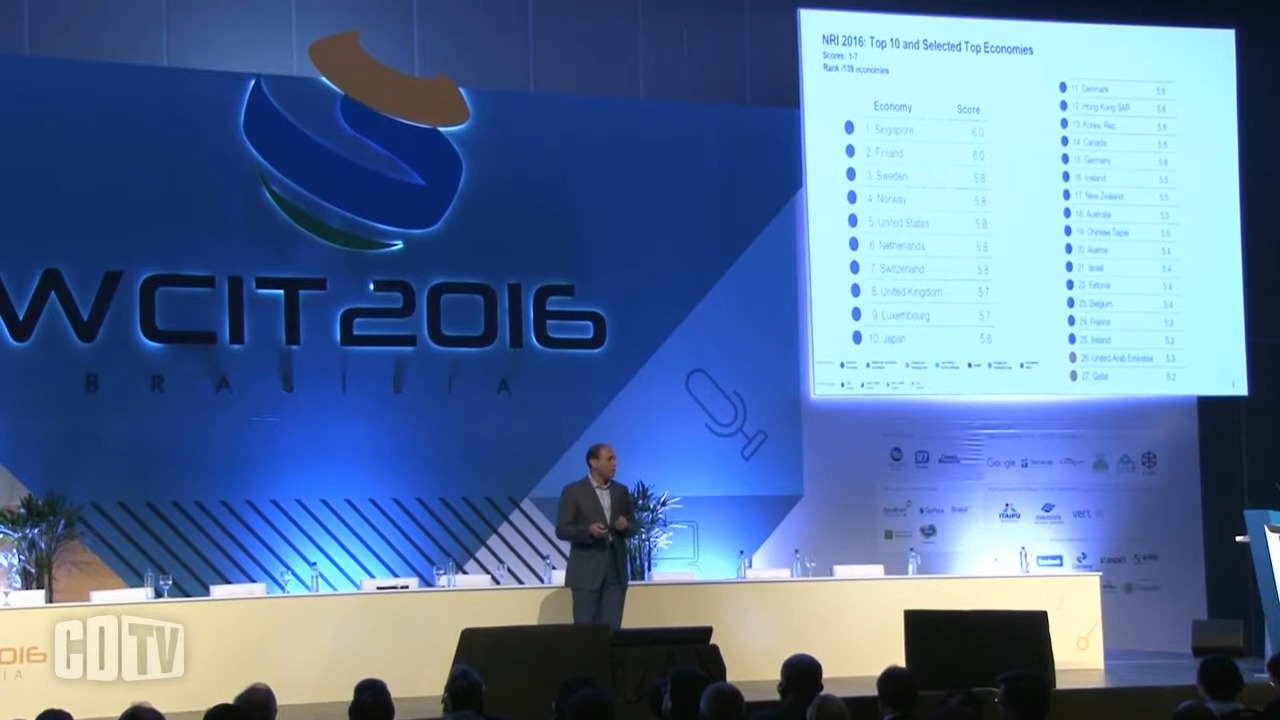 WCIT 2016
BRASILIA
NRI 2016: Top 10 and Selected Top Economies
Scores: 1-7
Rank /139 economies
Economy Score
1. Singapore 6.0
2. Finland 6.0
3. Sweden 5.8
4. Norway 5.8
5. United States 5.8
6. Netherlands 5.8
7. Switzerland 5.8
8. United Kingdom 5.7
9. Luxembourg 5.7
10. Japan 5.6
11. Denmark 5.6
12. Hong Kong SAR 5.6
13. Korea, Rep. 5.6
14. Canada 5.6
15. Germany 5.6
16. Iceland 5.5
17. New Zealand 5.5
18. Australia 5.5
19. Chinese Taipei 5.5
20. Austria 5.4
21. Israel 5.4
22. Estonia 5.4
23. Belgium 5.4
24. France 5.3
25. Ireland 5.3
26. United Arab Emirates 5.3
27. Qatar 5.2
Google
Softex
Brasil
ITAIPU
memora
vert
2016
CDTV